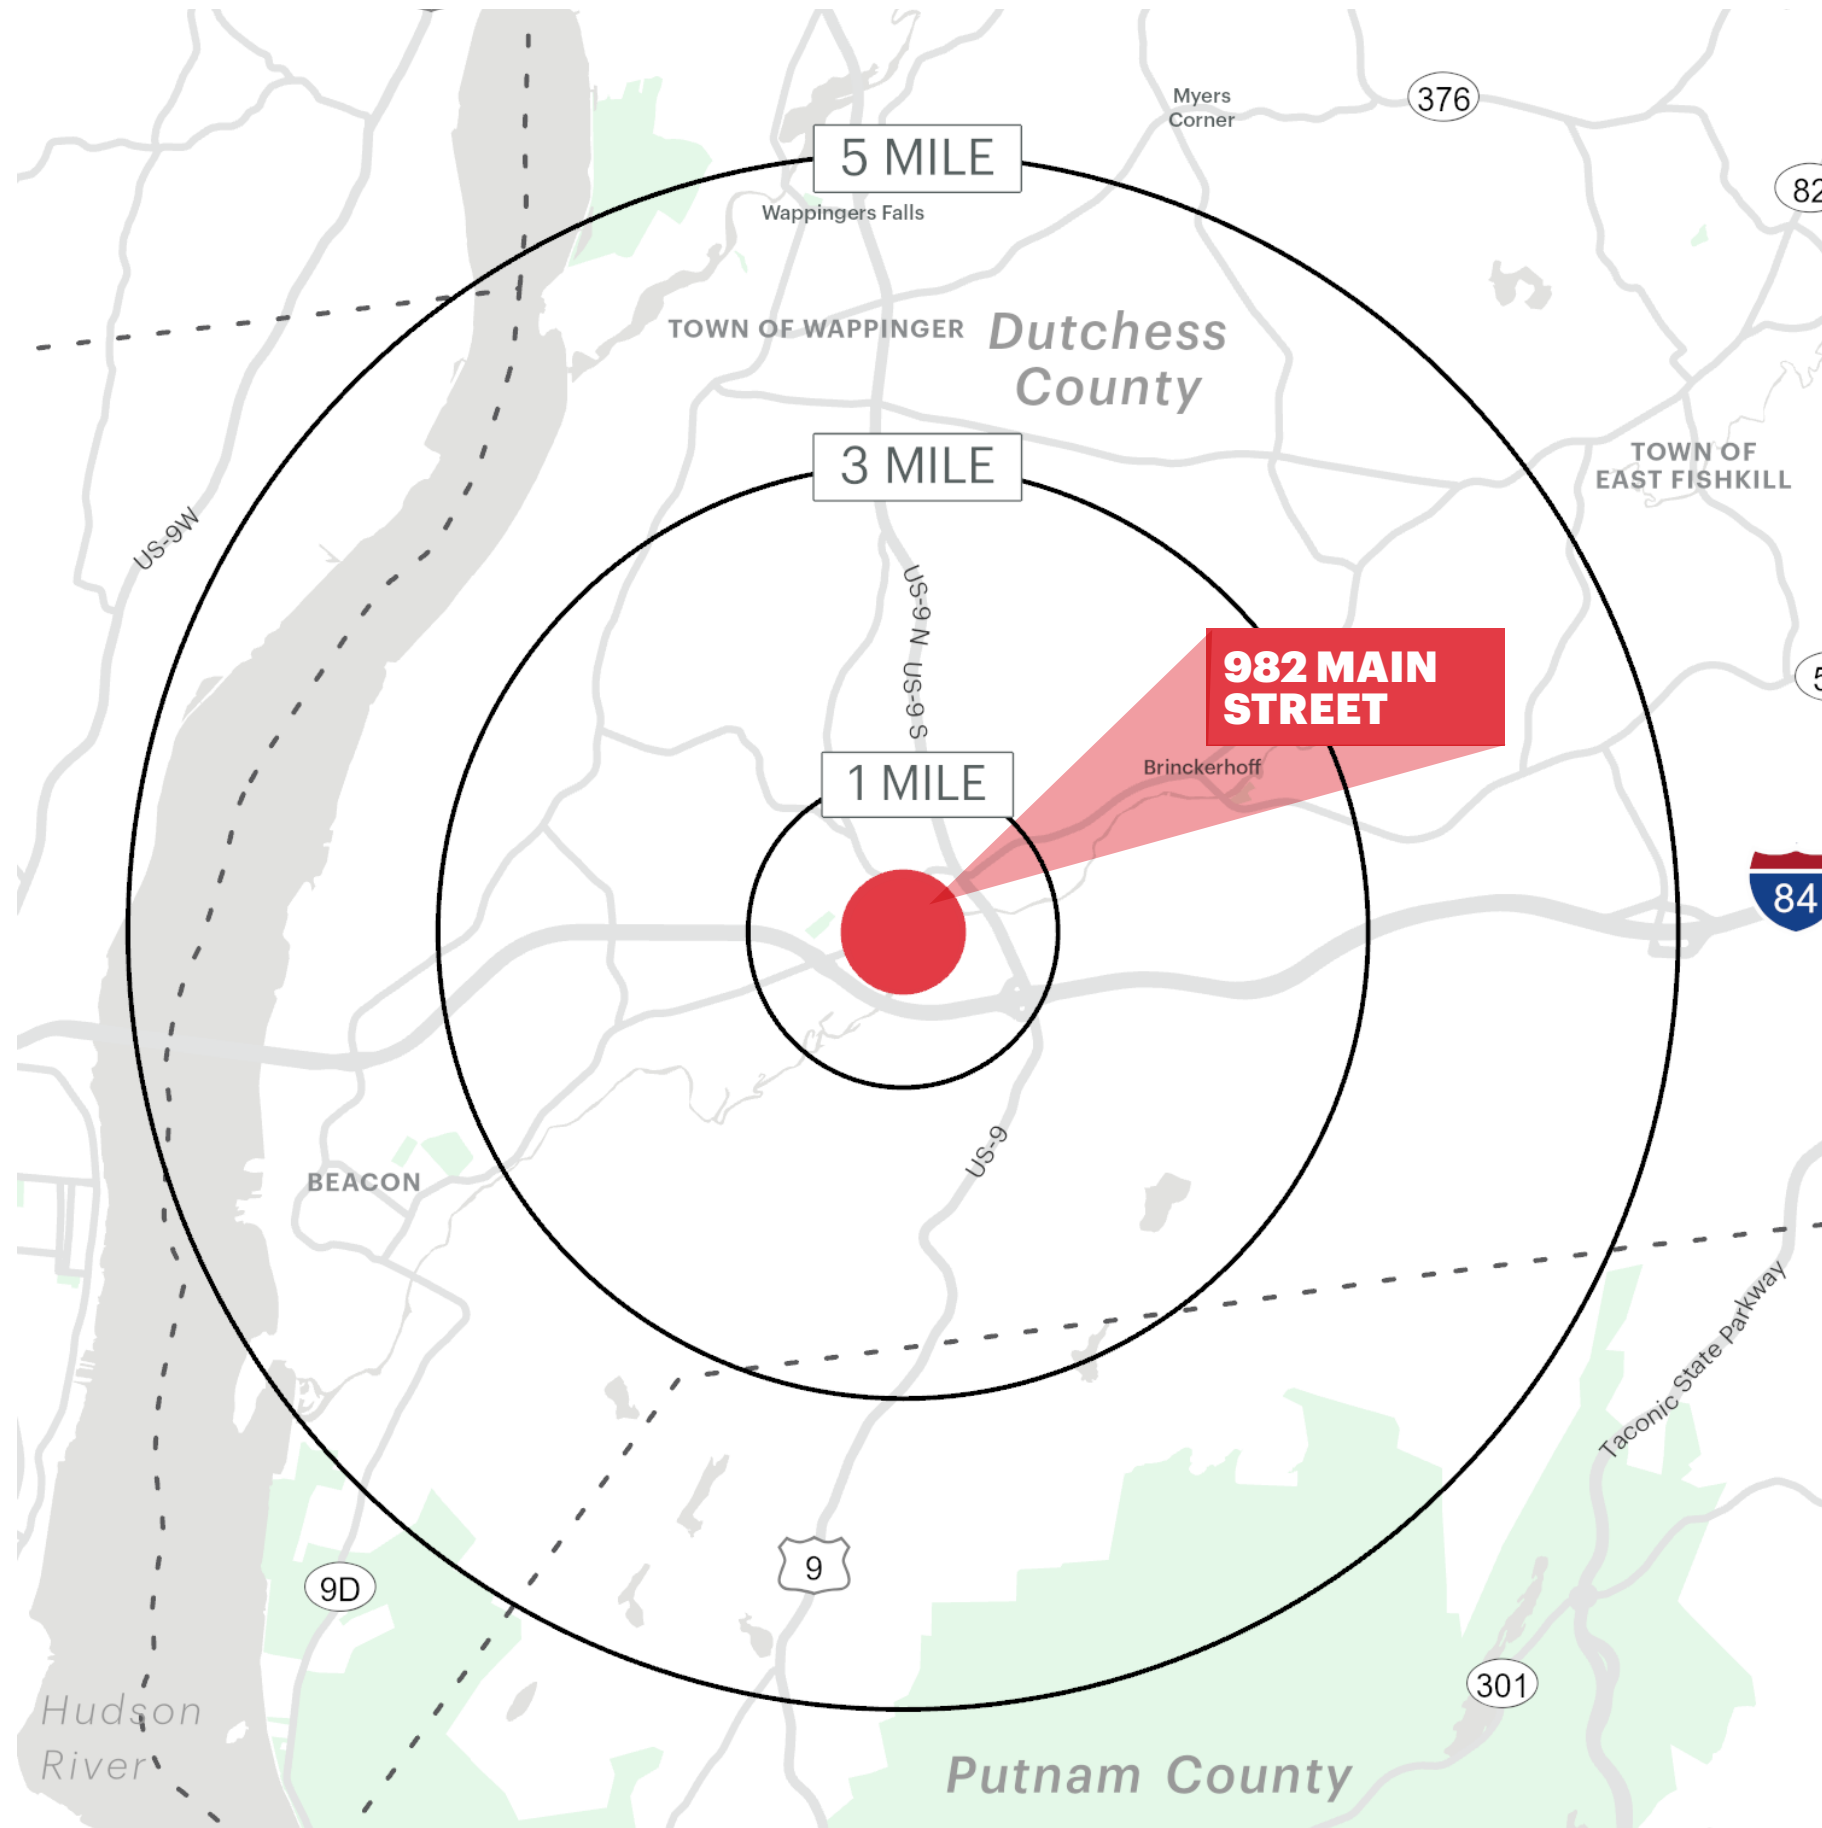 Myers
Corner
376
82
5 MILE
Wappingers Falls
TOWN OF WAPPINGER
Dutchess
County
TOWN OF
EAST FISHKILL
3 MILE
US-9W
US-9 N
US-9 S
982 MAIN
STREET
5
Brinckerhoff
1 MILE
84
US-9
BEACON
Taconic State Parkway
9
9D
301
Hudson
River
Putnam County